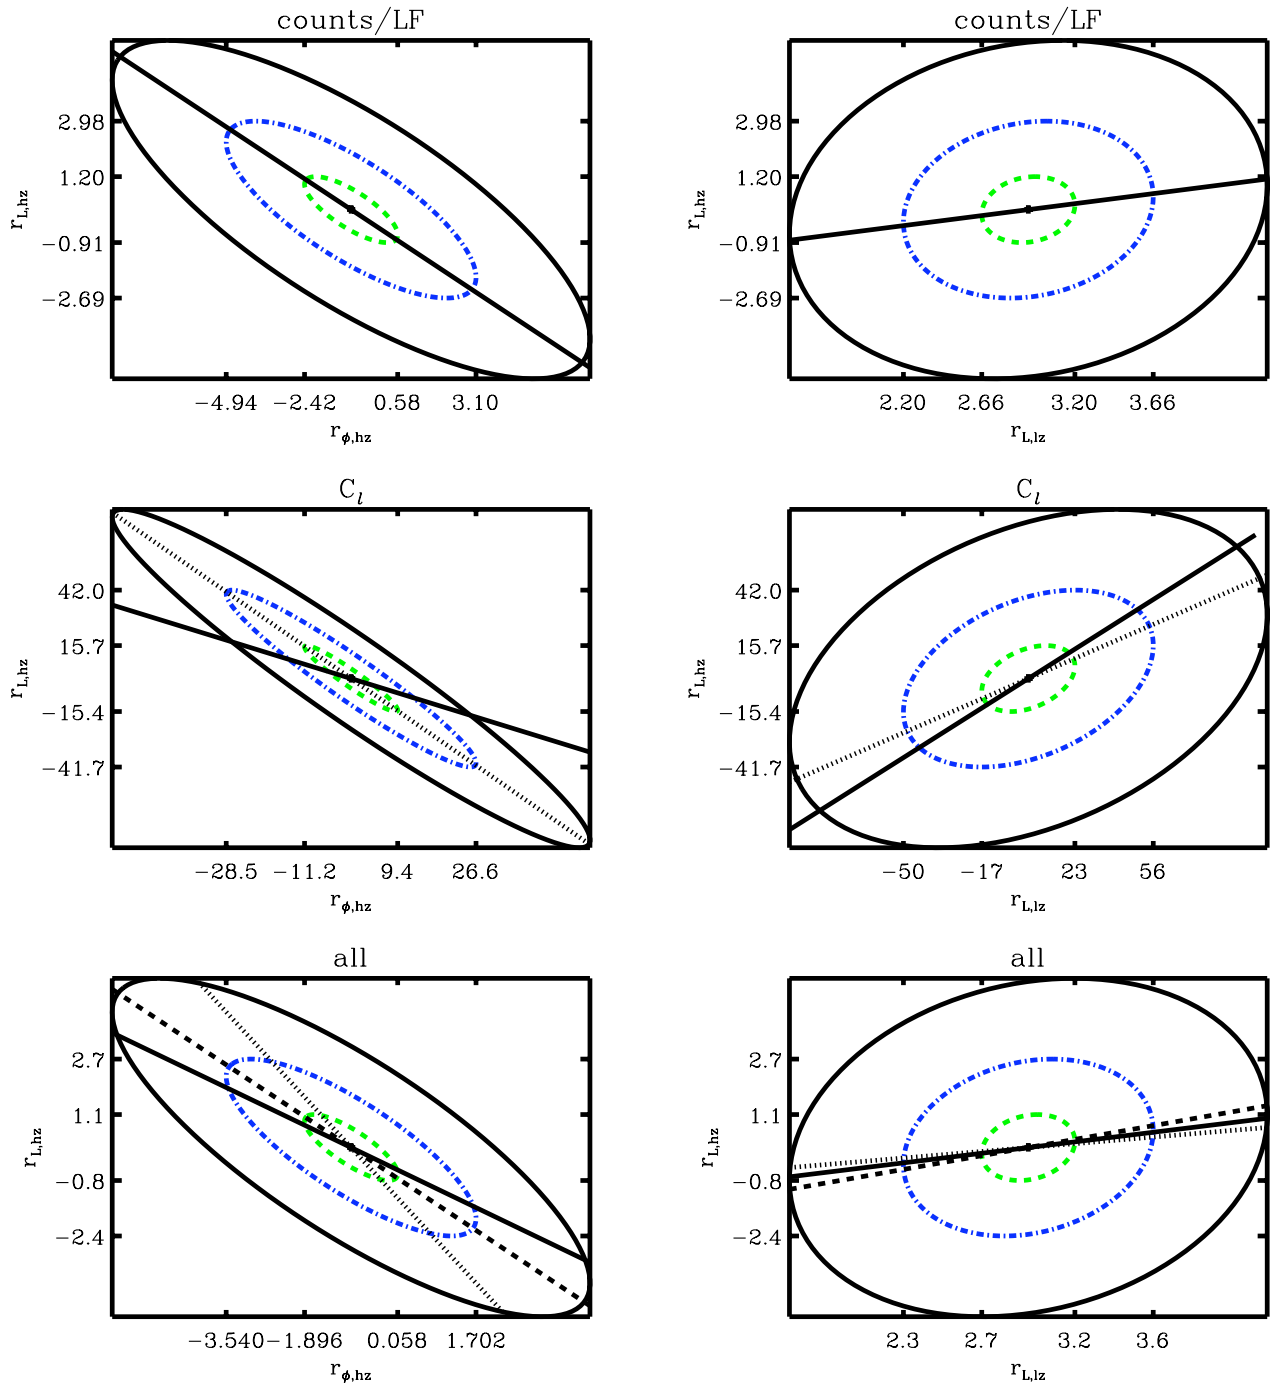 counts/LF
2.98
1.20
−0.91
−2.69
r_L,hz
−4.94 −2.42 0.58 3.10
r_ϕ,hz
counts/LF
2.98
1.20
−0.91
−2.69
r_L,hz
2.20 2.66 3.20 3.66
r_L,lz
C_l
42.0
15.7
−15.4
−41.7
r_L,hz
−28.5 −11.2 9.4 26.6
r_ϕ,hz
C_l
42.0
15.7
−15.4
−41.7
r_L,hz
−50 −17 23 56
r_L,lz
all
2.7
1.1
−0.8
−2.4
r_L,hz
−3.540 −1.896 0.058 1.702
r_ϕ,hz
all
2.7
1.1
−0.8
−2.4
r_L,hz
2.3 2.7 3.2 3.6
r_L,lz